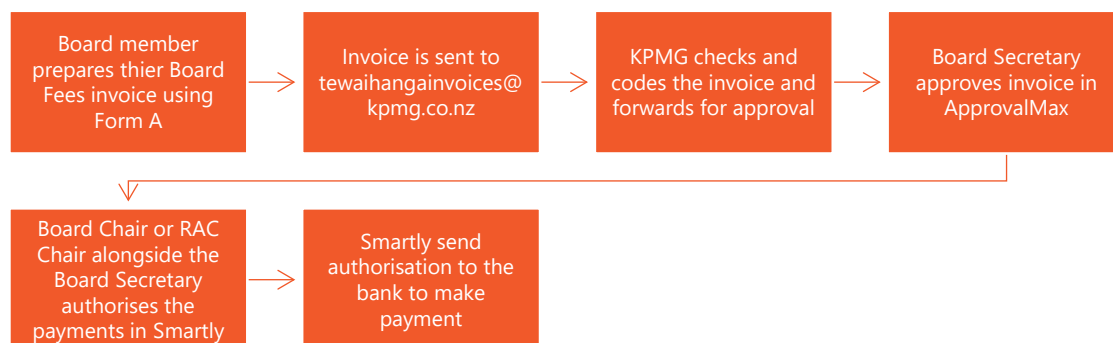 Board member
prepares thier Board
Fees invoice using
Form A
Invoice is sent to
tewaihangainvoices@
kpmg.co.nz
KPMG checks and
codes the invoice and
forwards for approval
Board Secretary
approves invoice in
ApprovalMax
Board Chair or RAC
Chair alongside the
Board Secretary
authorises the
payments in Smartly
Smartly send
authorisation to the
bank to make
payment